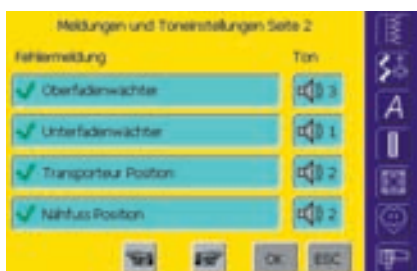 Meldungen und Toneinstellungen Seite 2
Fehlermeldung Ton
Oberfadenwächter 3
Unterfadenwächter 1
Transporteur Position 2
Nähfuss Position 2
OK ESC
A